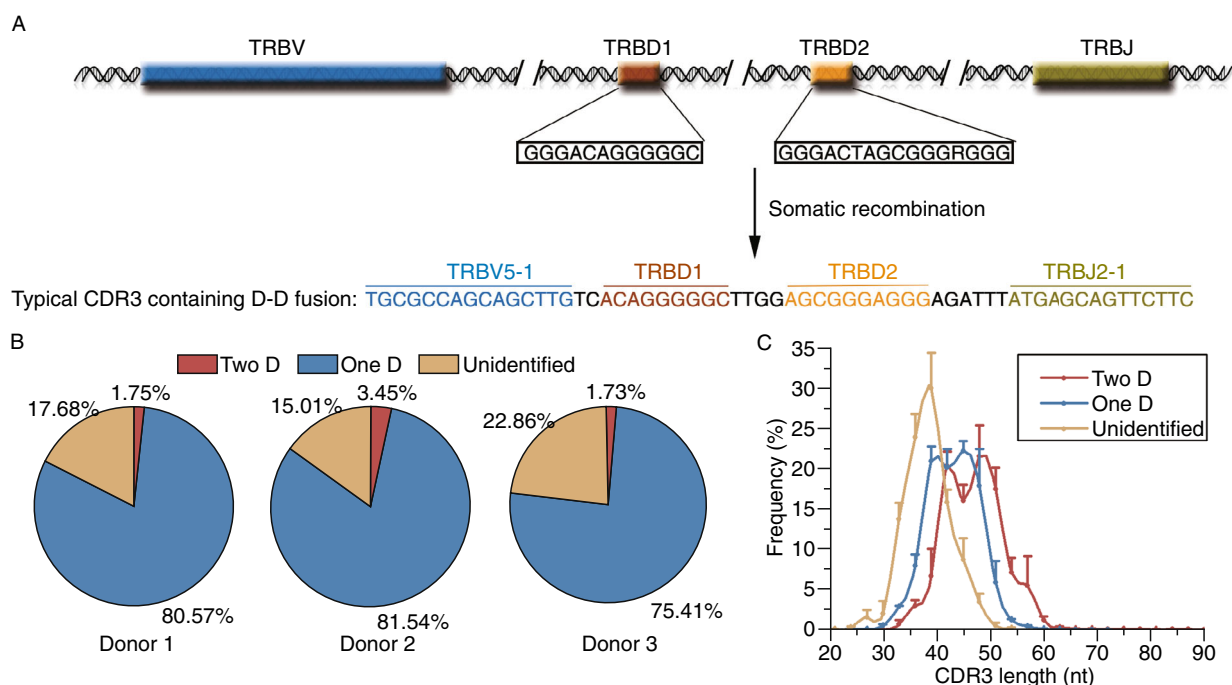 A
TRBV TRBD1 TRBD2 TRBJ
GGGACAGGGGGC GGGACTAGCGGGRGGG
Somatic recombination
TRBV5-1 TRBD1 TRBD2 TRBJ2-1
Typical CDR3 containing D-D fusion: TGCGCCAGCAGCTTGTCACAGGGGGCTTGGAGCGGGAGGGAGATTTATGAGCAGTTCTTC
B
Two D One D Unidentified
1.75% 17.68% 80.57%
Donor 1
3.45% 15.01% 81.54%
Donor 2
1.73% 22.86% 75.41%
Donor 3
C
Two D
One D
Unidentified
Frequency (%)
35
30
25
20
15
10
5
0
20 30 40 50 60 70 80 90
CDR3 length (nt)